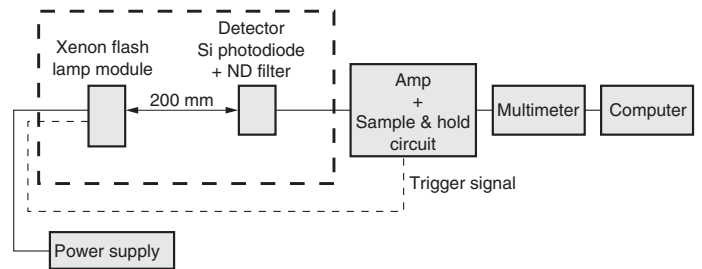 Xenon flash
lamp module
Detector
Si photodiode
+ ND filter
200 mm
Amp
+
Sample & hold
circuit
Multimeter
Computer
Trigger signal
Power supply